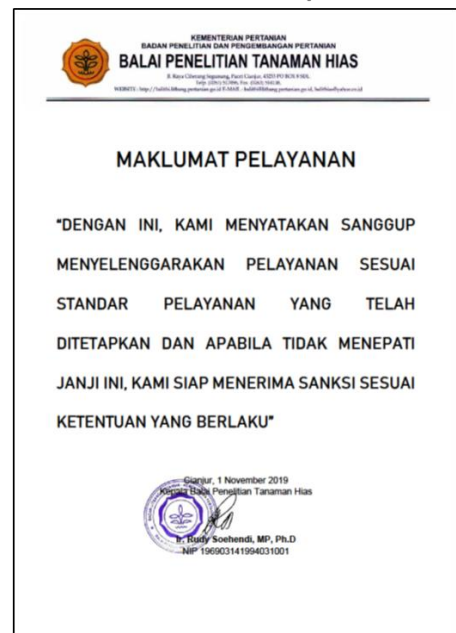 KEMENTERIAN PERTANIAN
BADAN PENELITIAN DAN PENGEMBANGAN PERTANIAN
BALAI PENELITIAN TANAMAN HIAS
MAKLUMAT PELAYANAN
"DENGAN INI, KAMI MENYATAKAN SANGGUP
MENYELENGGARAKAN PELAYANAN SESUAI
STANDAR PELAYANAN YANG TELAH
DITETAPKAN DAN APABILA TIDAK MENEPATI
JANJI INI, KAMI SIAP MENERIMA SANKSI SESUAI
KETENTUAN YANG BERLAKU"
Cianjur, 1 November 2019
Kepala Balai Penelitian Tanaman Hias
Ir. Rudy Soehendi, MP, Ph.D
NIP 196903141994031001